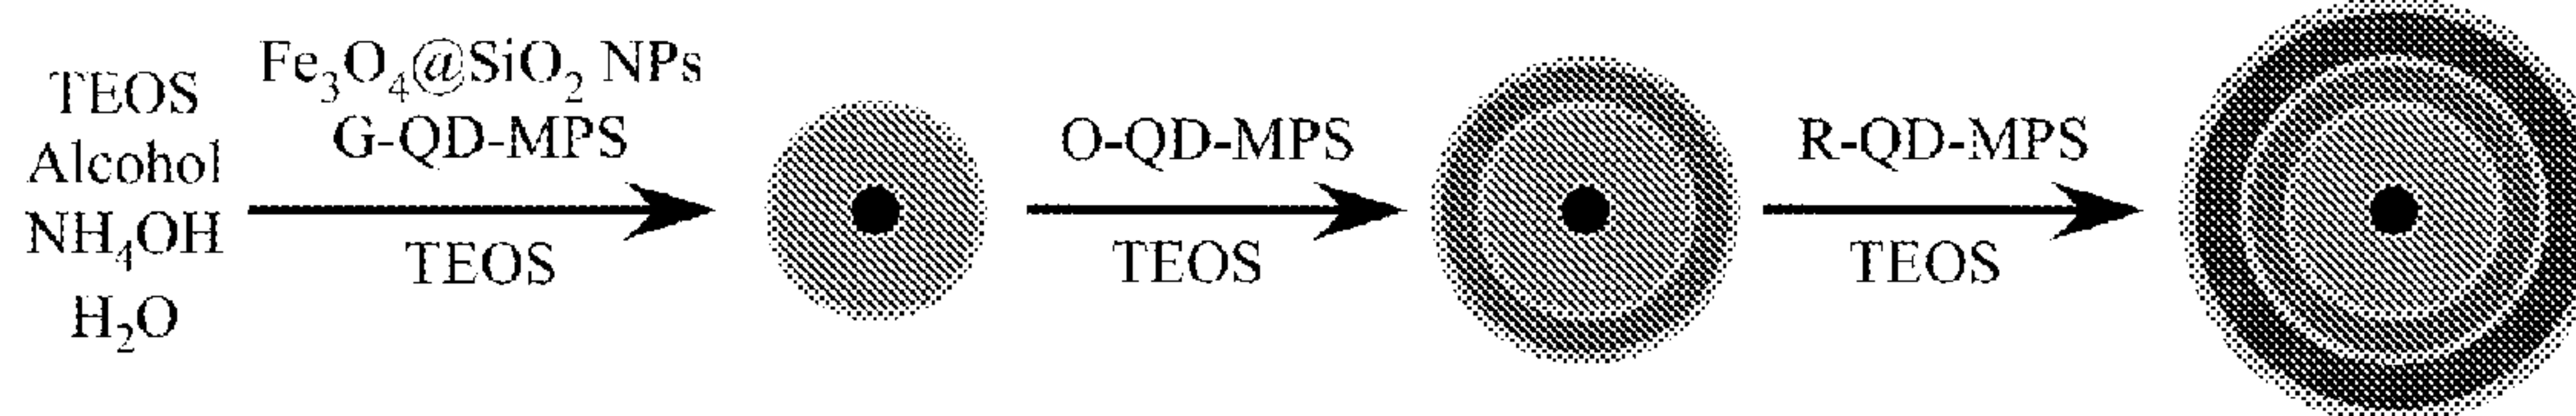 TEOS
Alcohol
NH₄OH
H₂O
Fe₃O₄@SiO₂ NPs
G-QD-MPS
TEOS
O-QD-MPS
TEOS
R-QD-MPS
TEOS